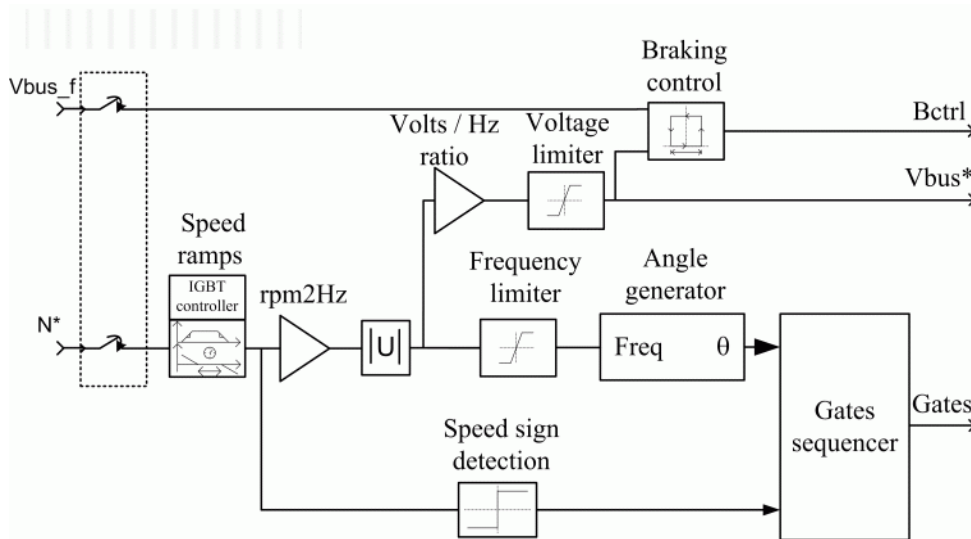 Braking
control
Vbus_f
Bctrl
Volts / Hz
ratio
Voltage
limiter
Vbus*
Speed
ramps
IGBT
controller
rpm2Hz
Frequency
limiter
Angle
generator
N*
|U|
Freq θ
Gates
sequencer
Gates
Speed sign
detection